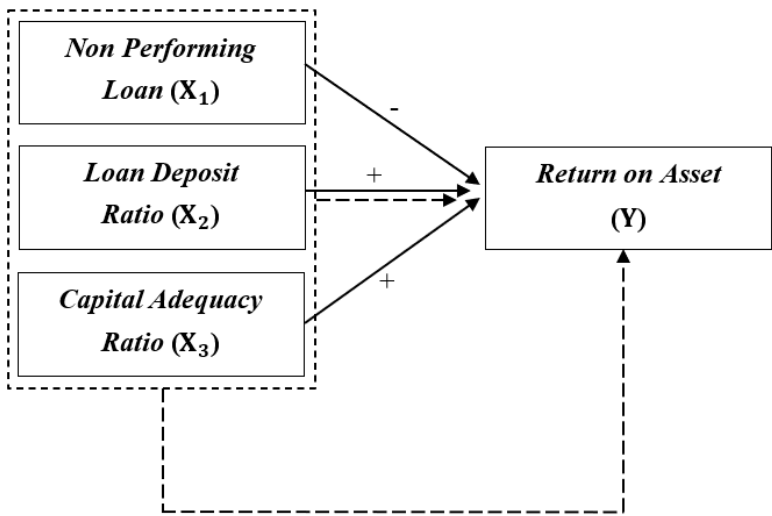 Non Performing
Loan (X₁)
-
Loan Deposit
Ratio (X₂)
+
Return on Asset
(Y)
Capital Adequacy
Ratio (X₃)
+